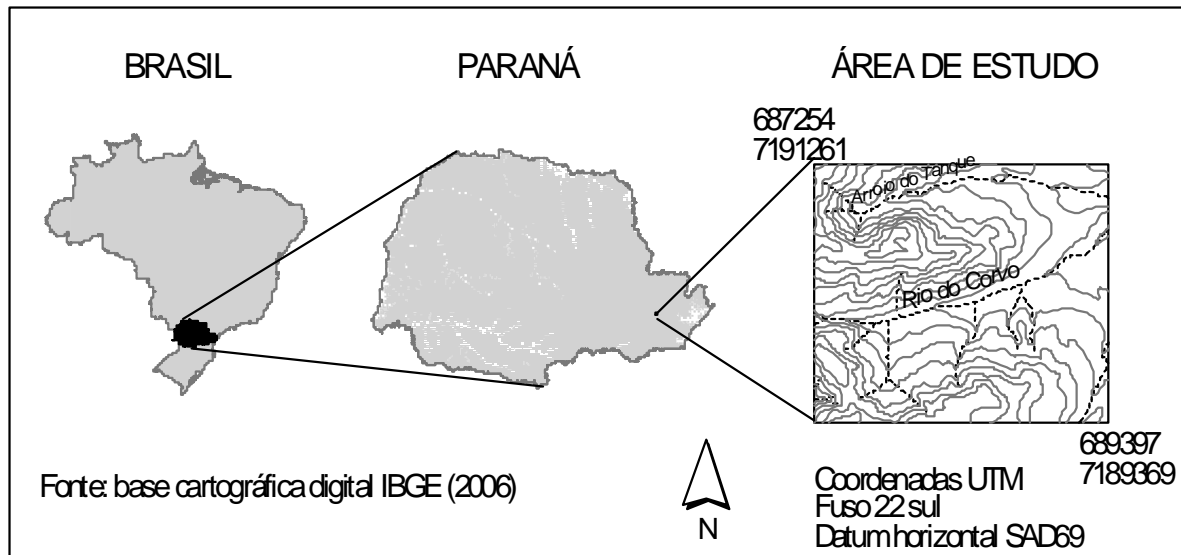 BRASIL
PARANÁ
ÁREA DE ESTUDO
687254
7191261
Arroio do Tanque
Rio do Corvo
689397
7189369
Fonte: base cartográfica digital IBGE (2006)
N
Coordenadas UTM
Fuso 22 sul
Datum horizontal SAD69